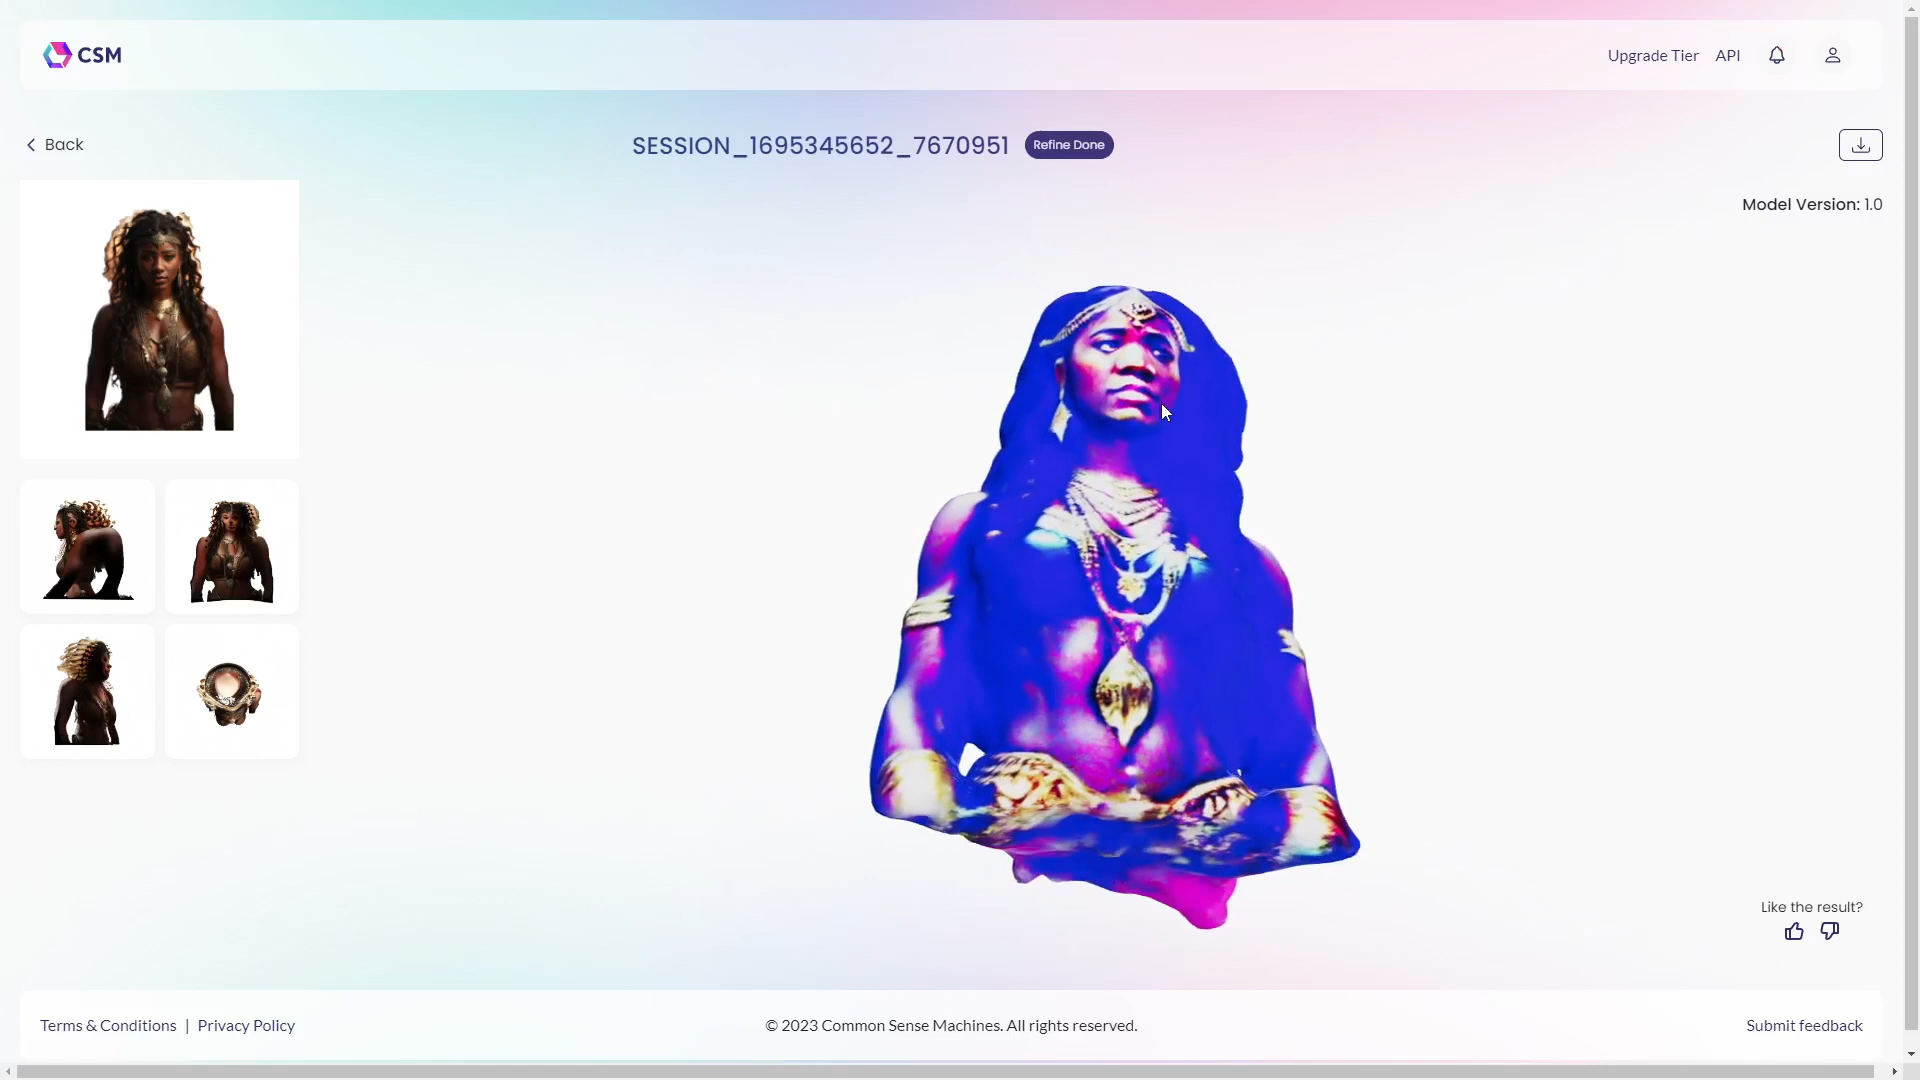 CSM
Upgrade Tier API
Back
SESSION_1695345652_7670951 Refine Done
Model Version: 1.0
Like the result?
Terms & Conditions | Privacy Policy
© 2023 Common Sense Machines. All rights reserved.
Submit feedback